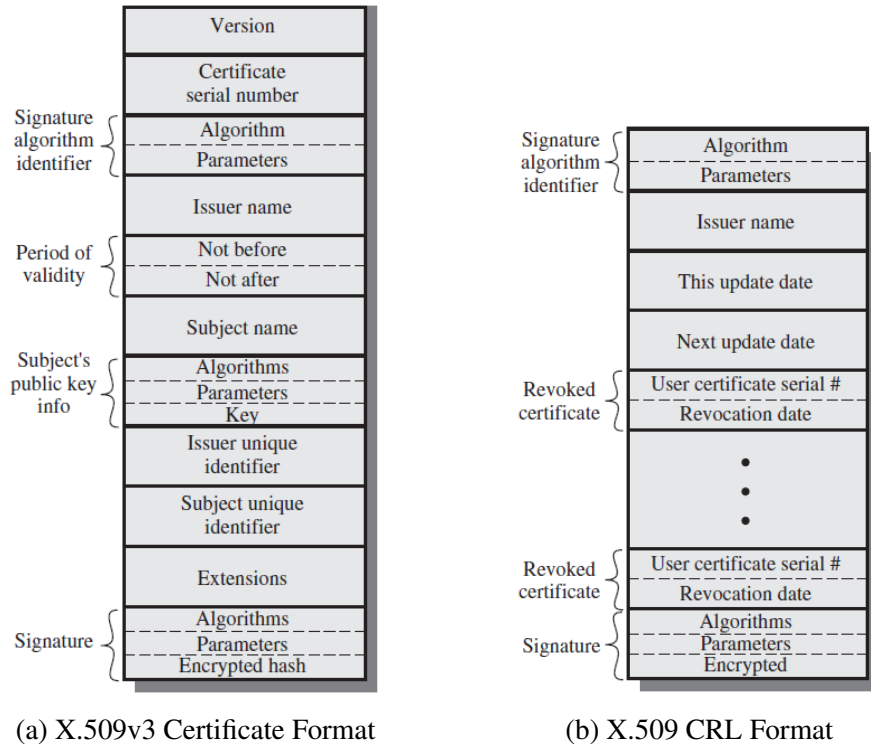 Version
Certificate
serial number
Signature
algorithm
identifier
Algorithm
Parameters
Issuer name
Period of
validity
Not before
Not after
Subject name
Subject's
public key
info
Algorithms
Parameters
Key
Issuer unique
identifier
Subject unique
identifier
Extensions
Signature
Algorithms
Parameters
Encrypted hash
(a) X.509v3 Certificate Format
Signature
algorithm
identifier
Algorithm
Parameters
Issuer name
This update date
Next update date
Revoked
certificate
User certificate serial #
Revocation date
Revoked
certificate
User certificate serial #
Revocation date
Signature
Algorithms
Parameters
Encrypted
(b) X.509 CRL Format